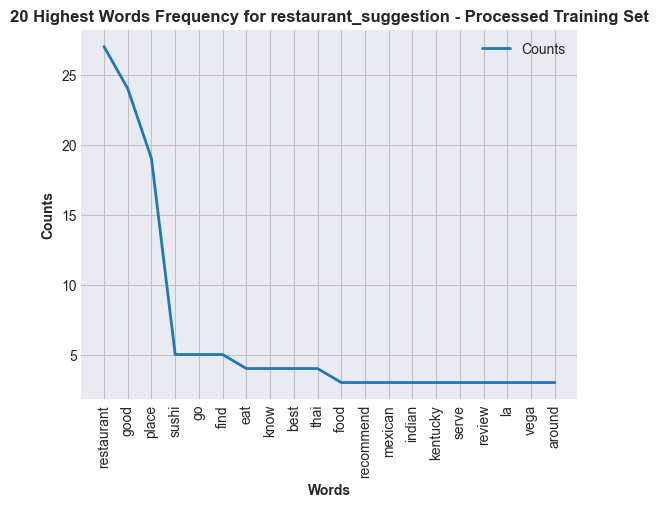 20 Highest Words Frequency for restaurant_suggestion - Processed Training Set
Counts
Counts
25
20
15
10
5
restaurant
good
place
sushi
go
find
eat
know
best
thai
food
recommend
mexican
indian
kentucky
serve
review
la
vega
around
Words